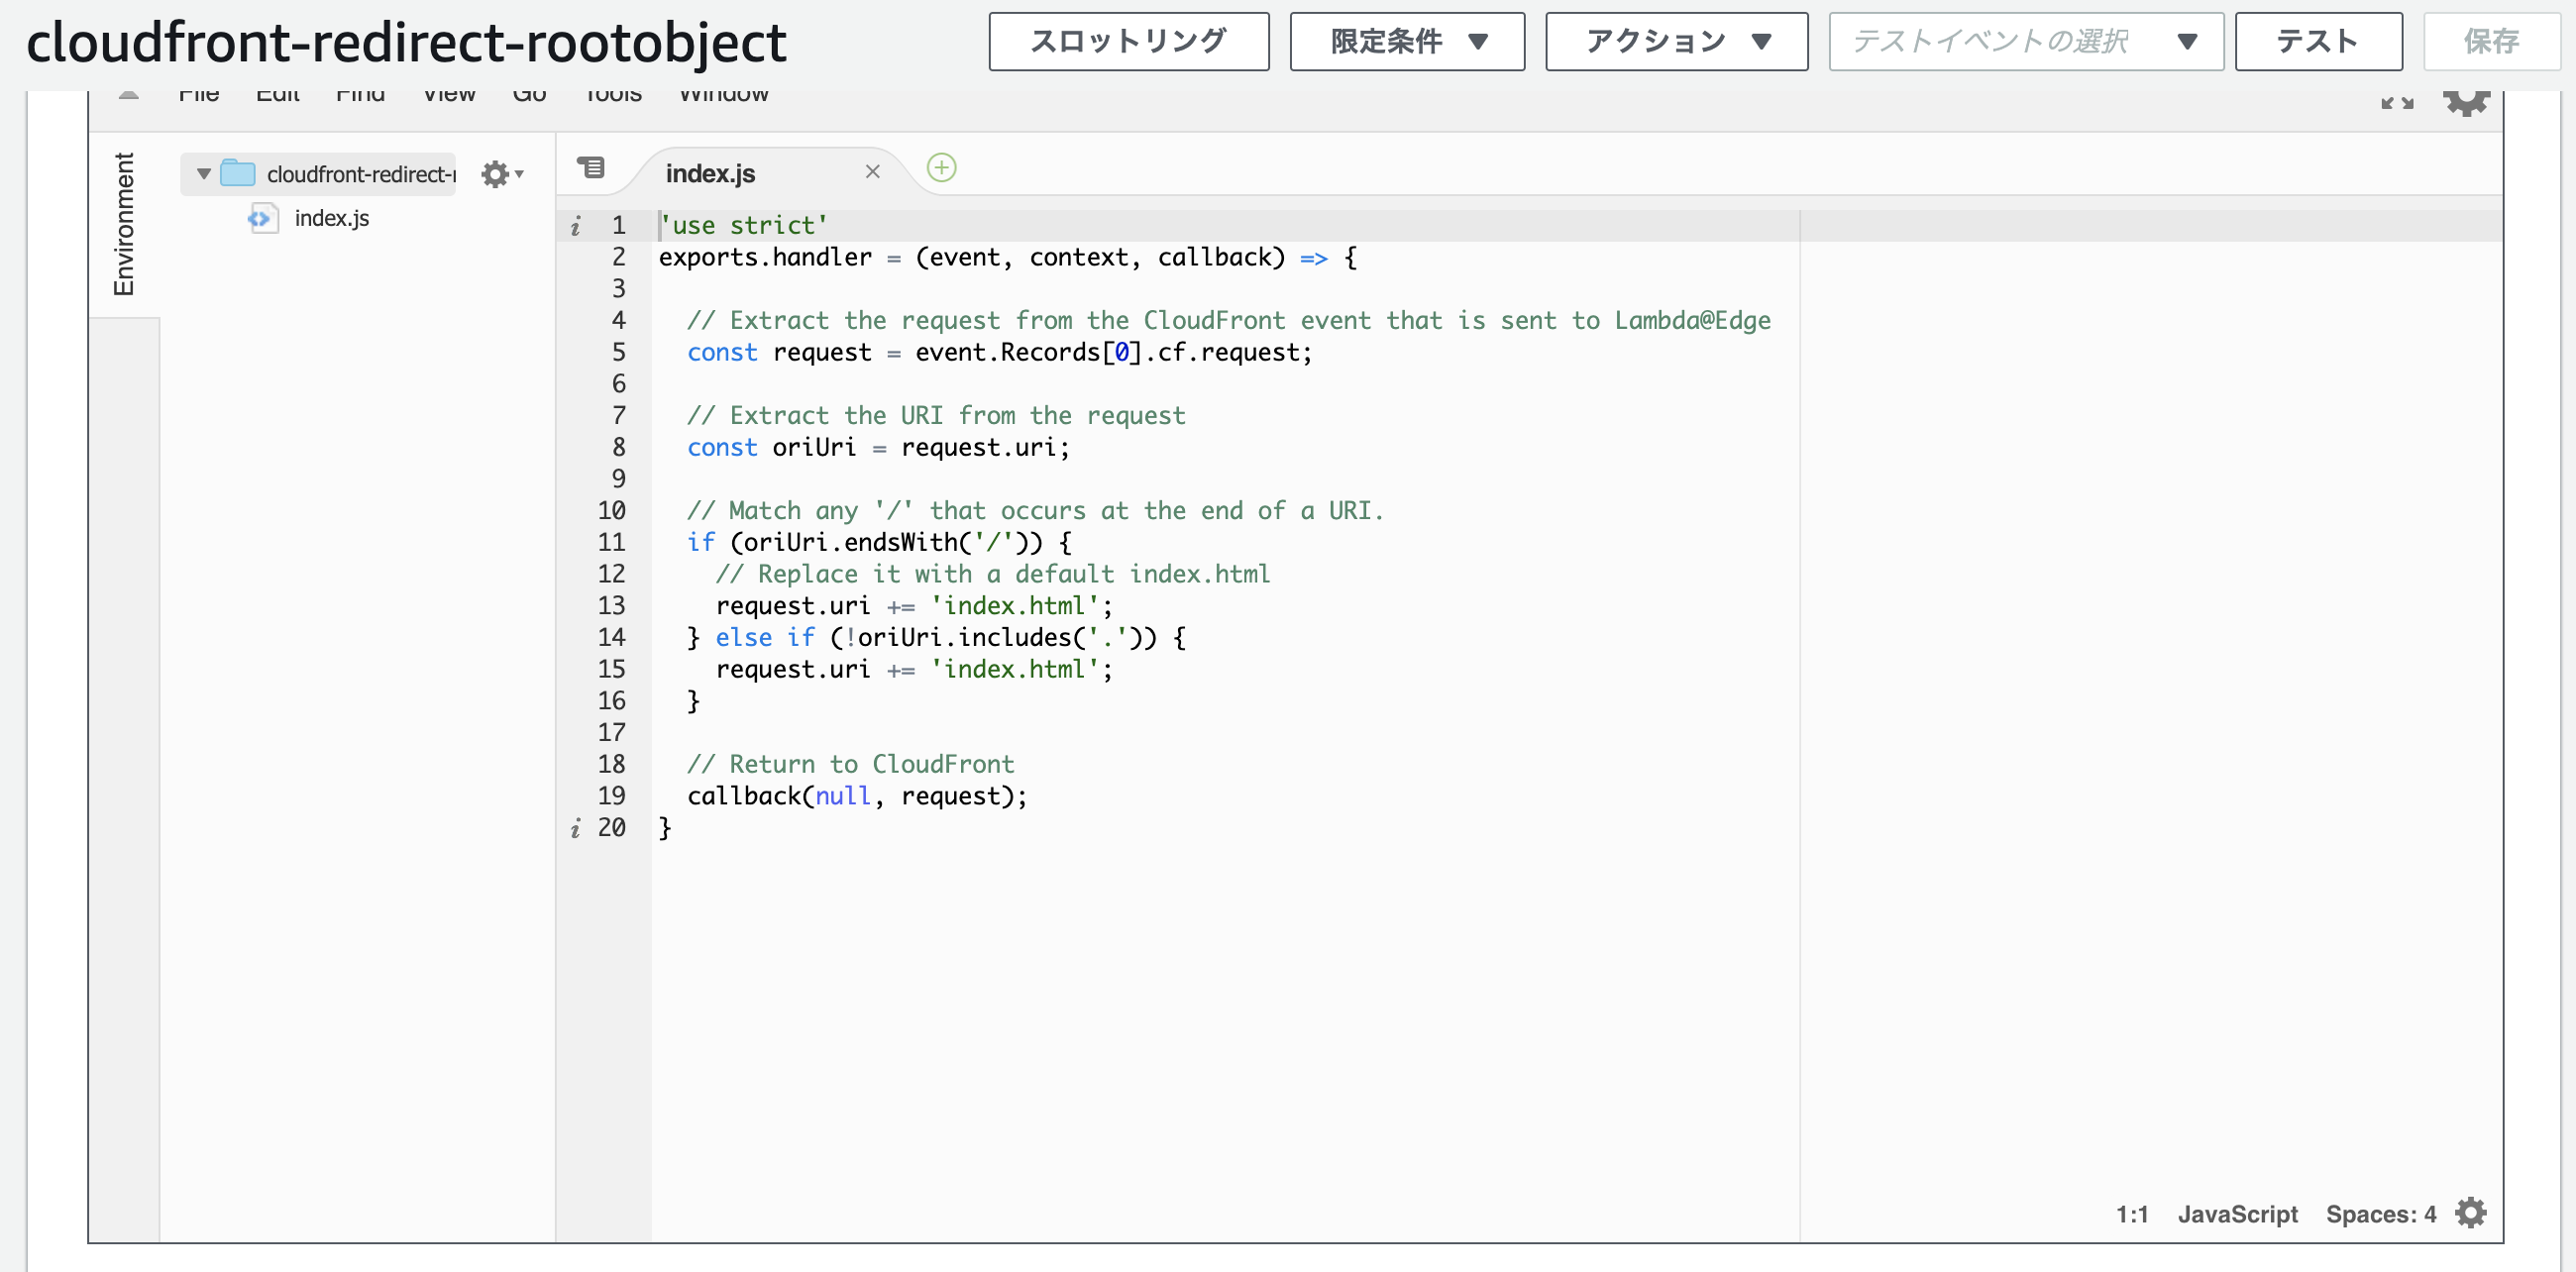 cloudfront-redirect-rootobject
スロットリング 限定条件 アクション テストイベントの選択 テスト 保存
File Edit Find View Go Tools Window
Environment
cloudfront-redirect-r
index.js
index.js
1 'use strict'
2 exports.handler = (event, context, callback) => {
3
4 // Extract the request from the CloudFront event that is sent to Lambda@Edge
5 const request = event.Records[0].cf.request;
6
7 // Extract the URI from the request
8 const oriUri = request.uri;
9
10 // Match any '/' that occurs at the end of a URI.
11 if (oriUri.endsWith('/')) {
12 // Replace it with a default index.html
13 request.uri += 'index.html';
14 } else if (!oriUri.includes('.')) {
15 request.uri += 'index.html';
16 }
17
18 // Return to CloudFront
19 callback(null, request);
20 }
1:1 JavaScript Spaces: 4